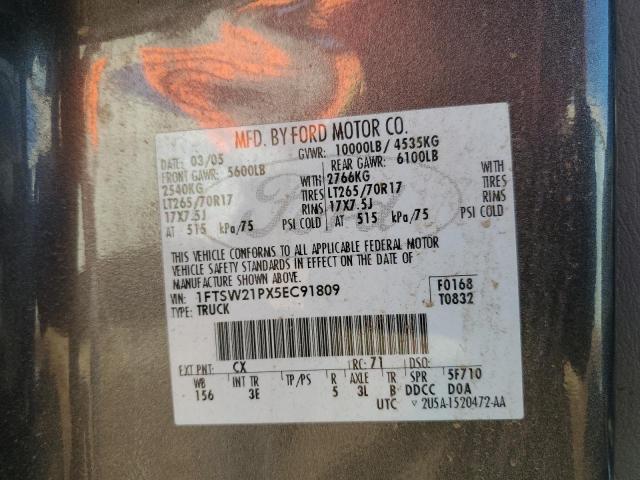 MFD. BY FORD MOTOR CO.
DATE: 03/05 GVWR: 10000LB/ 4535KG
FRONT GAWR: 5600LB REAR GAWR: 6100LB
2540KG WITH 2766KG WITH
LT265/70R17 TIRES LT265/70R17 TIRES
17X7.5J RIMS 17X7.5J RIMS
AT 515 kPa/75 PSI COLD AT 515 kPa/75 PSI COLD
THIS VEHICLE CONFORMS TO ALL APPLICABLE FEDERAL MOTOR
VEHICLE SAFETY STANDARDS IN EFFECT ON THE DATE OF
MANUFACTURE SHOWN ABOVE.
VIN: 1FTSW21PX5EC91809 F0168
TYPE: TRUCK T0832
EXT PNT: CX RC: 71 DSO:
WB INT TR TP/PS R AXLE TR SPR 5F710
156 3E 5 3L B DDCC D0A
UTC 2U5A-1520472-AA
Ford